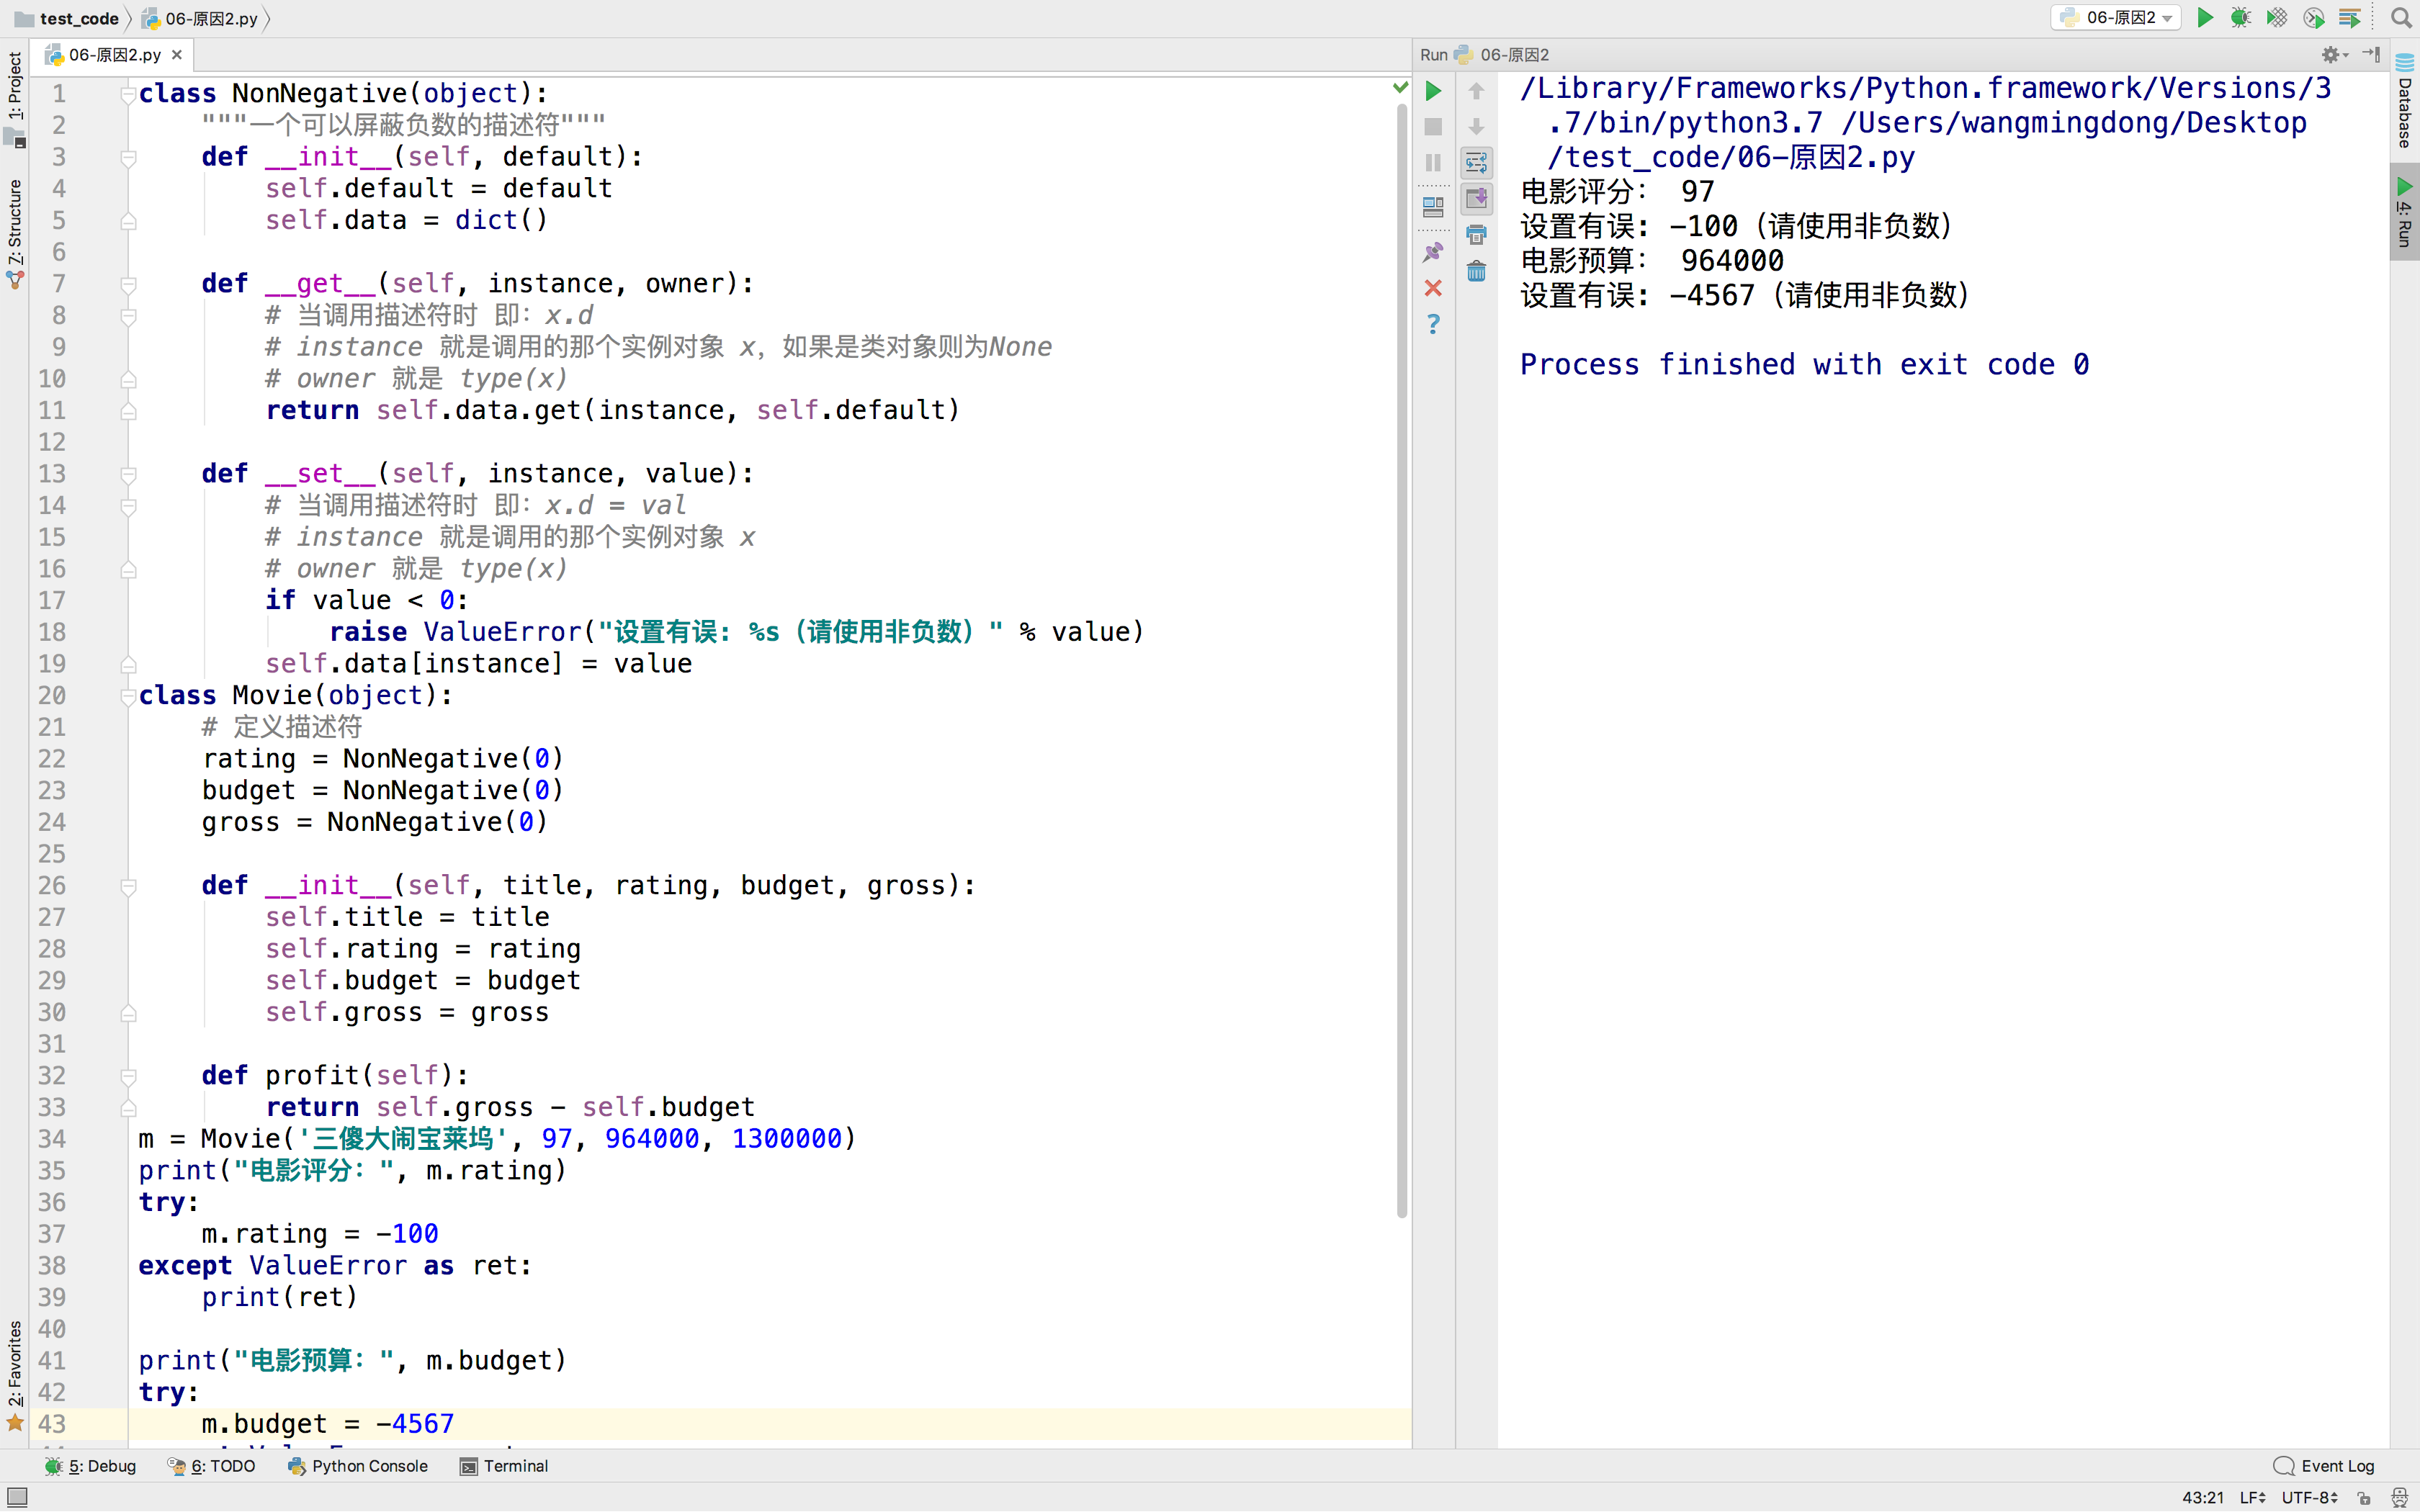 test_code
06-原因2.py
06-原因2
06-原因2.py
Run 06-原因2
1: Project
7: Structure
2: Favorites
Database
4: Run
1 class NonNegative(object):
2 """一个可以屏蔽负数的描述符"""
3 def __init__(self, default):
4 self.default = default
5 self.data = dict()
6
7 def __get__(self, instance, owner):
8 # 当调用描述符时 即：x.d
9 # instance 就是调用的那个实例对象 x，如果是类对象则为None
10 # owner 就是 type(x)
11 return self.data.get(instance, self.default)
12
13 def __set__(self, instance, value):
14 # 当调用描述符时 即：x.d = val
15 # instance 就是调用的那个实例对象 x
16 # owner 就是 type(x)
17 if value < 0:
18 raise ValueError("设置有误: %s（请使用非负数）" % value)
19 self.data[instance] = value
20 class Movie(object):
21 # 定义描述符
22 rating = NonNegative(0)
23 budget = NonNegative(0)
24 gross = NonNegative(0)
25
26 def __init__(self, title, rating, budget, gross):
27 self.title = title
28 self.rating = rating
29 self.budget = budget
30 self.gross = gross
31
32 def profit(self):
33 return self.gross - self.budget
34 m = Movie('三傻大闹宝莱坞', 97, 964000, 1300000)
35 print("电影评分：", m.rating)
36 try:
37 m.rating = -100
38 except ValueError as ret:
39 print(ret)
40
41 print("电影预算：", m.budget)
42 try:
43 m.budget = -4567
/Library/Frameworks/Python.framework/Versions/3
.7/bin/python3.7 /Users/wangmingdong/Desktop
/test_code/06-原因2.py
电影评分： 97
设置有误: -100（请使用非负数）
电影预算： 964000
设置有误: -4567（请使用非负数）
Process finished with exit code 0
5: Debug
6: TODO
Python Console
Terminal
Event Log
43:21 LF UTF-8